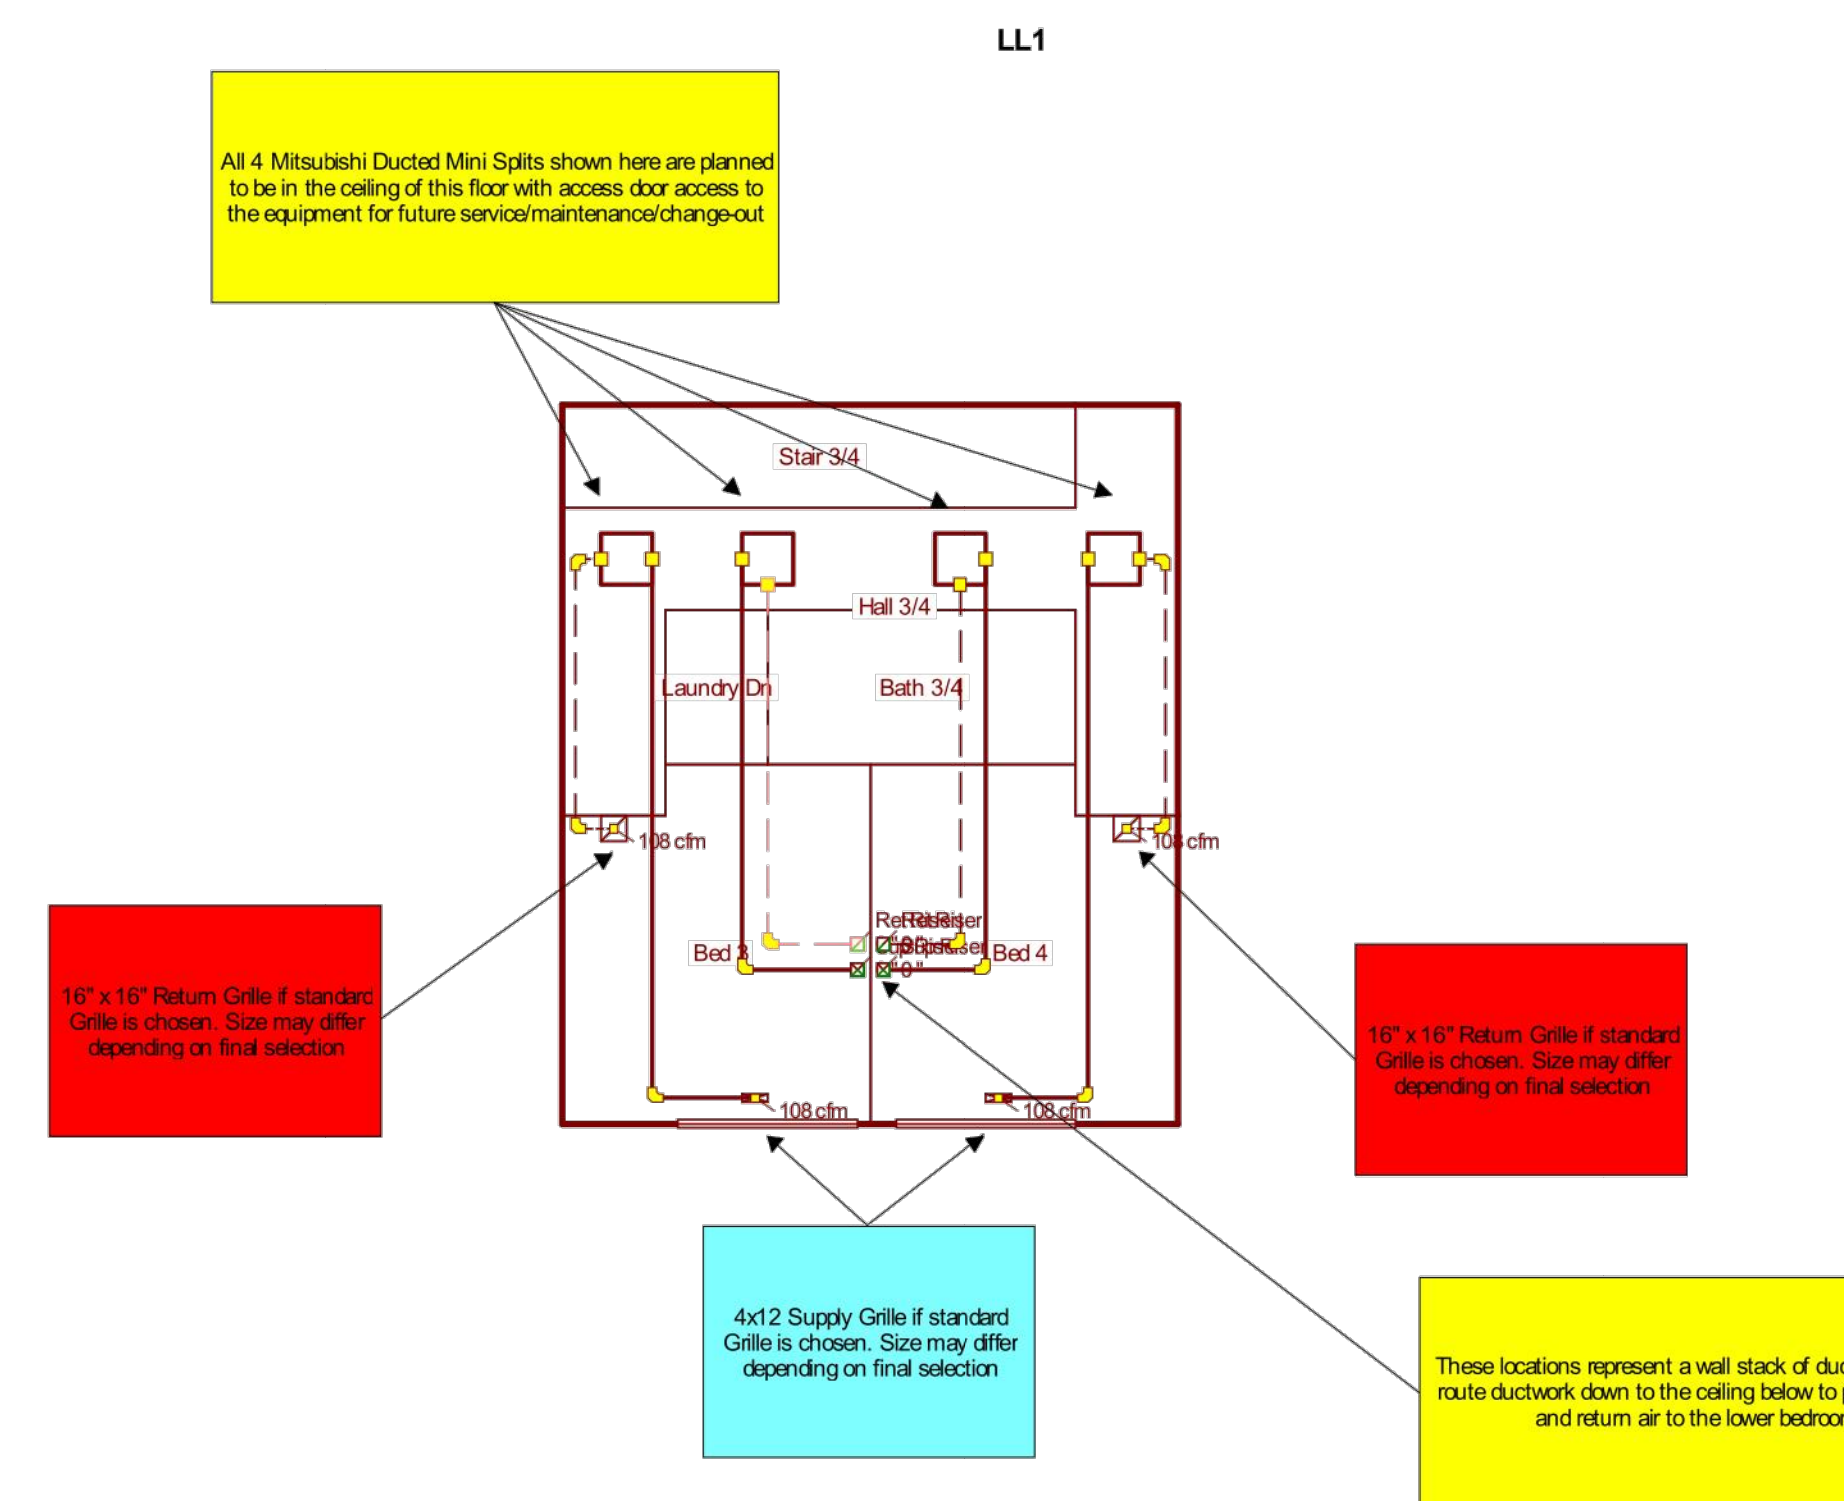 LL1
All 4 Mitsubishi Ducted Mini Splits shown here are planned
to be in the ceiling of this floor with access door access to
the equipment for future service/maintenance/change-out
Stair 3/4
Hall 3/4
Laundry Dn
Bath 3/4
108 cfm
108 cfm
Bed 3
Bed 4
16" x 16" Return Grille if standard
Grille is chosen. Size may differ
depending on final selection
16" x 16" Return Grille if standard
Grille is chosen. Size may differ
depending on final selection
108 cfm
108 cfm
4x12 Supply Grille if standard
Grille is chosen. Size may differ
depending on final selection
These locations represent a wall stack of
route ductwork down to the ceiling below to
and return air to the lower